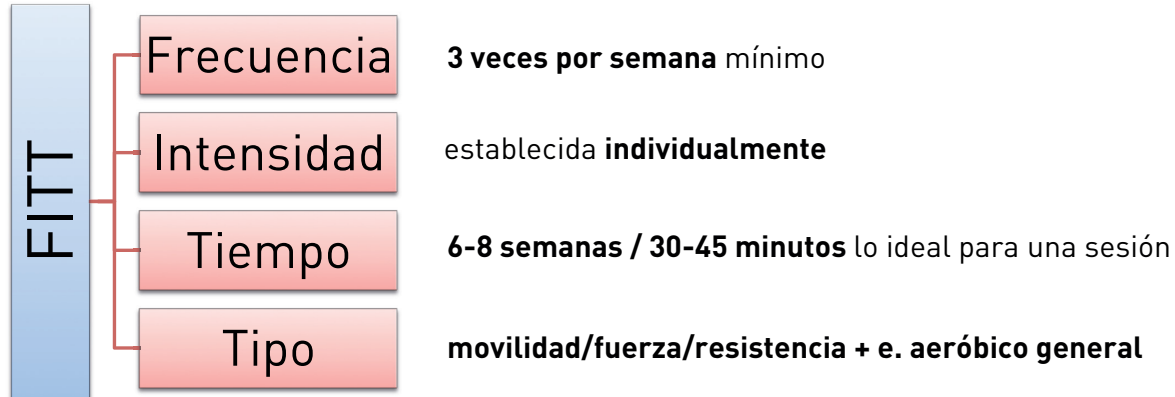 FITT
Frecuencia
3 veces por semana mínimo
Intensidad
establecida individualmente
Tiempo
6-8 semanas / 30-45 minutos lo ideal para una sesión
Tipo
movilidad/fuerza/resistencia + e. aeróbico general